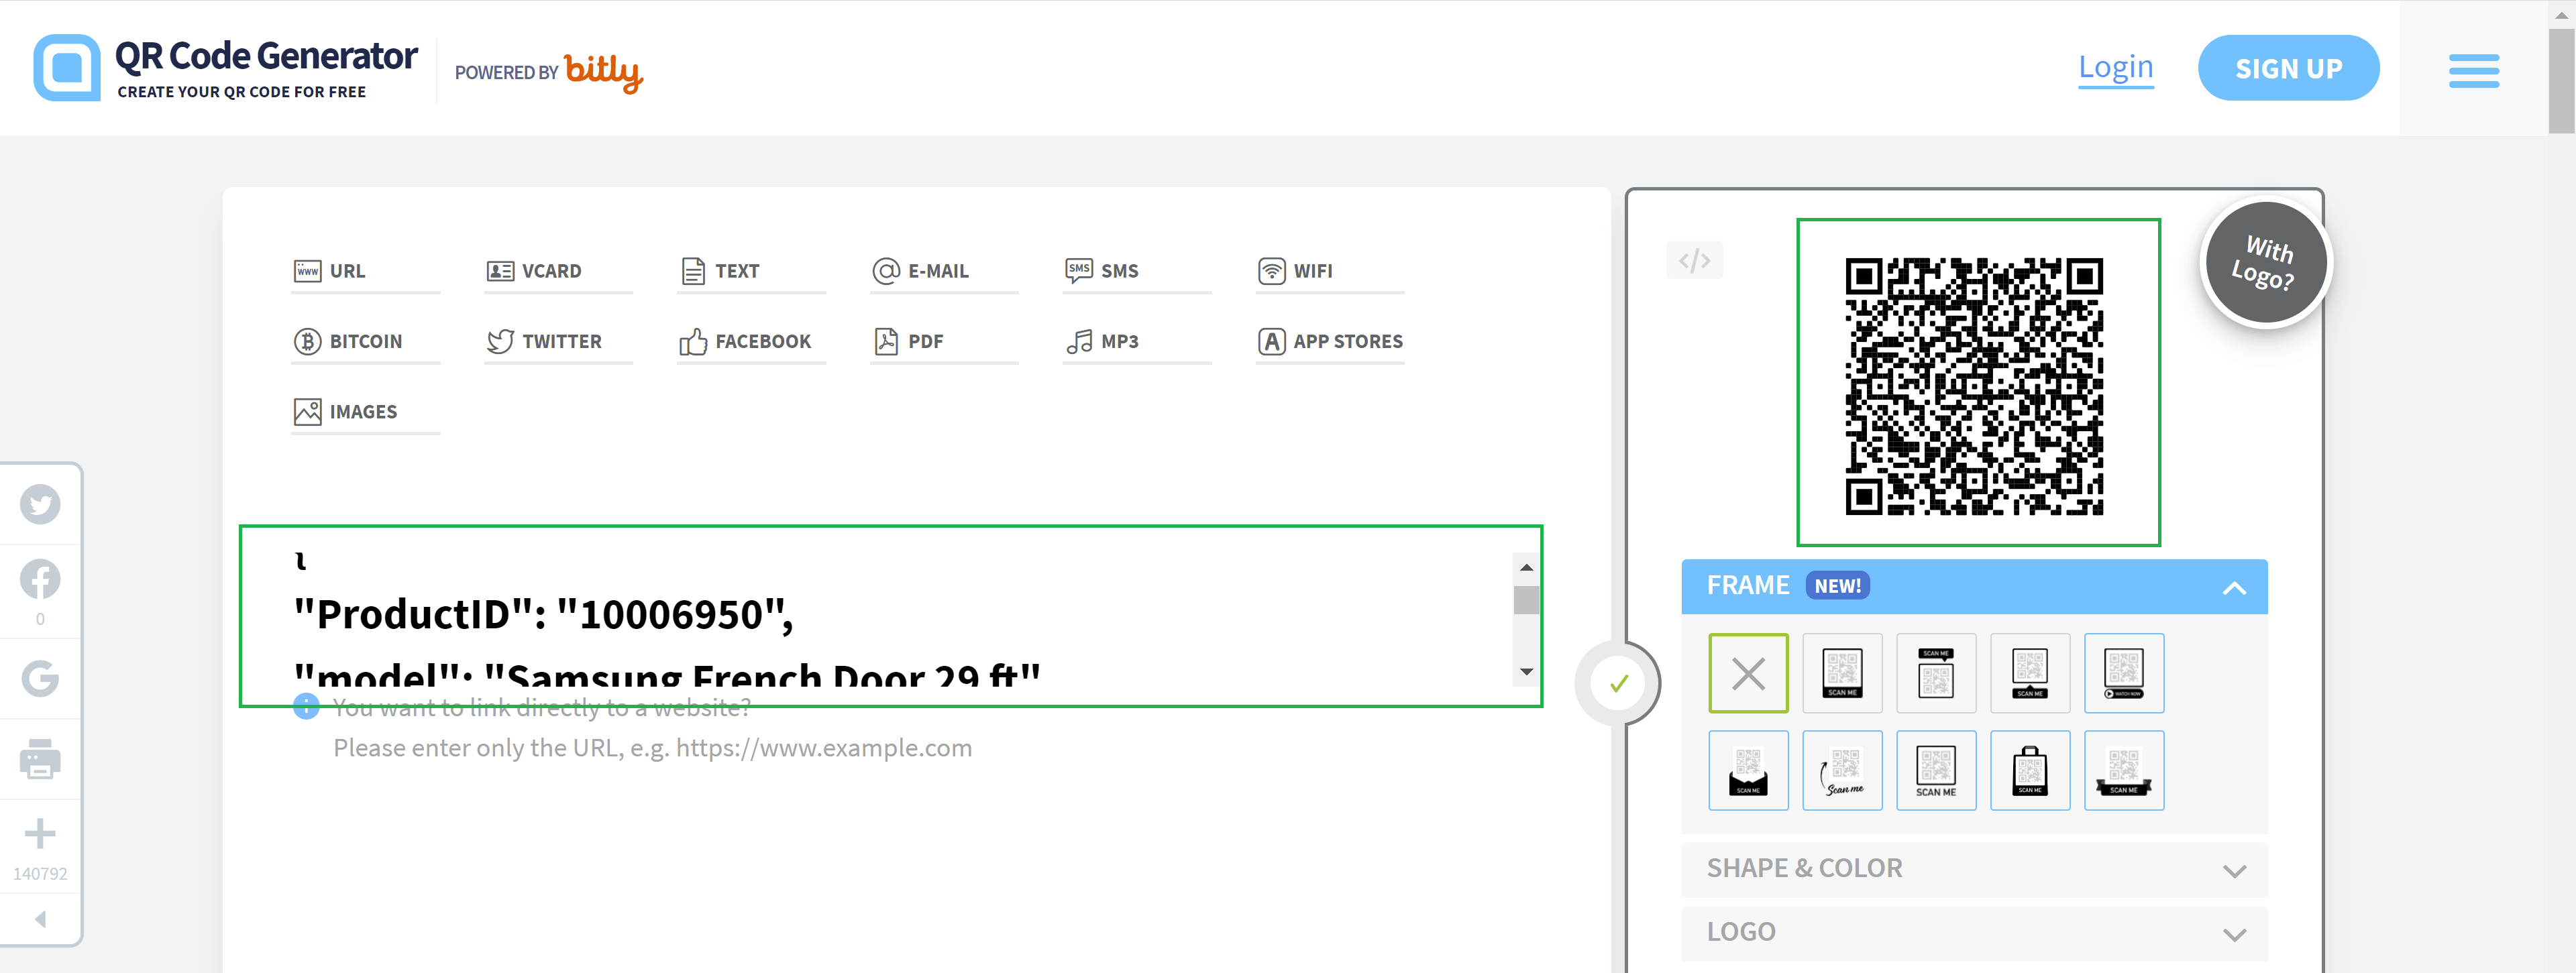 QR Code Generator
CREATE YOUR QR CODE FOR FREE
POWERED BY bitly
Login
SIGN UP
WWW URL
VCARD
TEXT
E-MAIL
SMS SMS
WIFI
BITCOIN
TWITTER
FACEBOOK
PDF
MP3
APP STORES
IMAGES
"ProductID": "10006950",
"model": "Samsung French Door 29 ft"
You want to link directly to a website?
Please enter only the URL, e.g. https://www.example.com
0
140792
</>
With
Logo?
FRAME NEW!
SCAN ME
SCAN ME
SCAN ME
WATCH NOW
SCAN ME
Scan me
SCAN ME
SCAN ME
SCAN ME
SHAPE & COLOR
LOGO